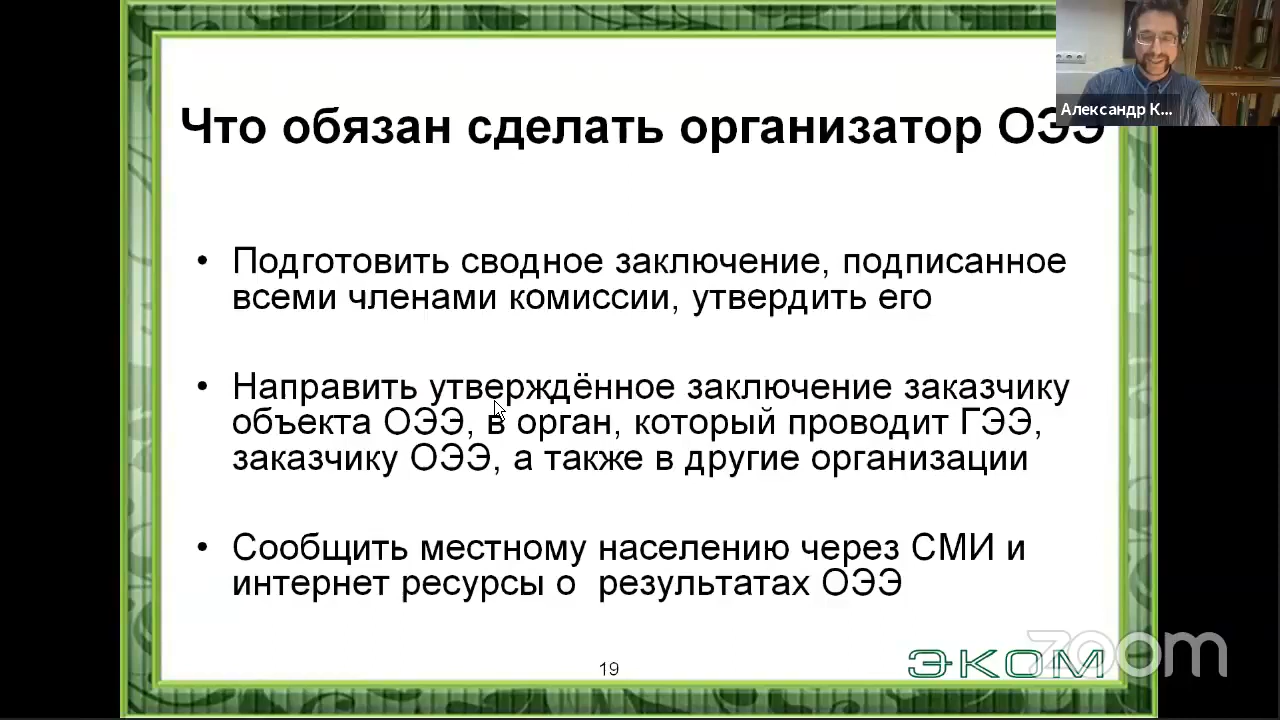 Александр К...
Что обязан сделать организатор ОЭЭ
• Подготовить сводное заключение, подписанное
всеми членами комиссии, утвердить его
• Направить утверждённое заключение заказчику
объекта ОЭЭ, в орган, который проводит ГЭЭ,
заказчику ОЭЭ, а также в другие организации
• Сообщить местному населению через СМИ и
интернет ресурсы о  результатах ОЭЭ
19
ЭКОМ
zoom